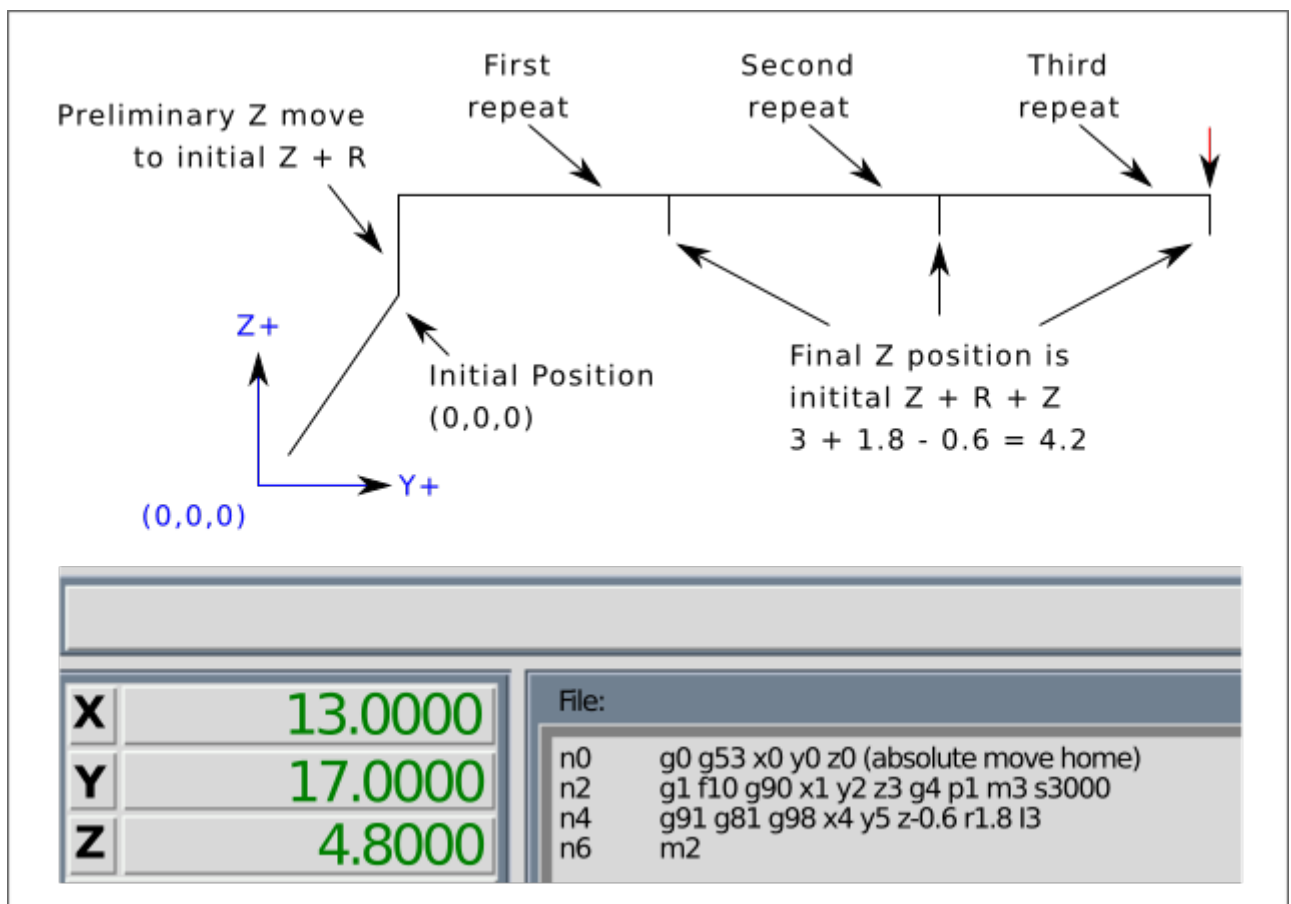 First
repeat
Second
repeat
Third
repeat
Preliminary Z move
to initial Z + R
Z+
Initial Position
(0,0,0)
Final Z position is
initital Z + R + Z
3 + 1.8 - 0.6 = 4.2
Y+
(0,0,0)
X 13.0000
Y 17.0000
Z 4.8000
File:
n0 g0 g53 x0 y0 z0 (absolute move home)
n2 g1 f10 g90 x1 y2 z3 g4 p1 m3 s3000
n4 g91 g81 g98 x4 y5 z-0.6 r1.8 l3
n6 m2